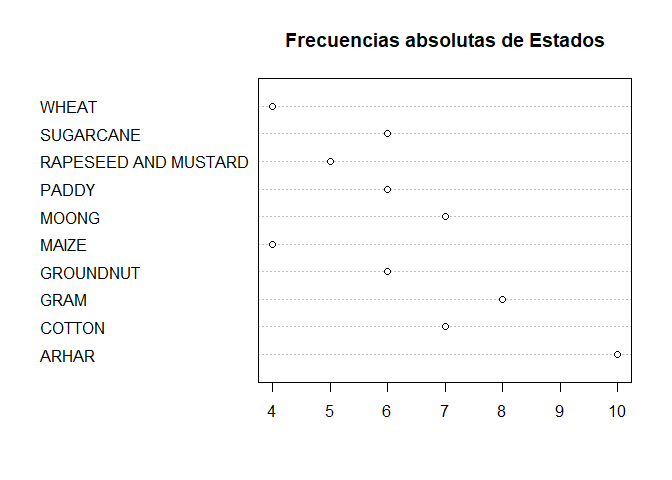 Frecuencias absolutas de Estados
WHEAT
SUGARCANE
RAPESEED AND MUSTARD
PADDY
MOONG
MAIZE
GROUNDNUT
GRAM
COTTON
ARHAR
4 5 6 7 8 9 10